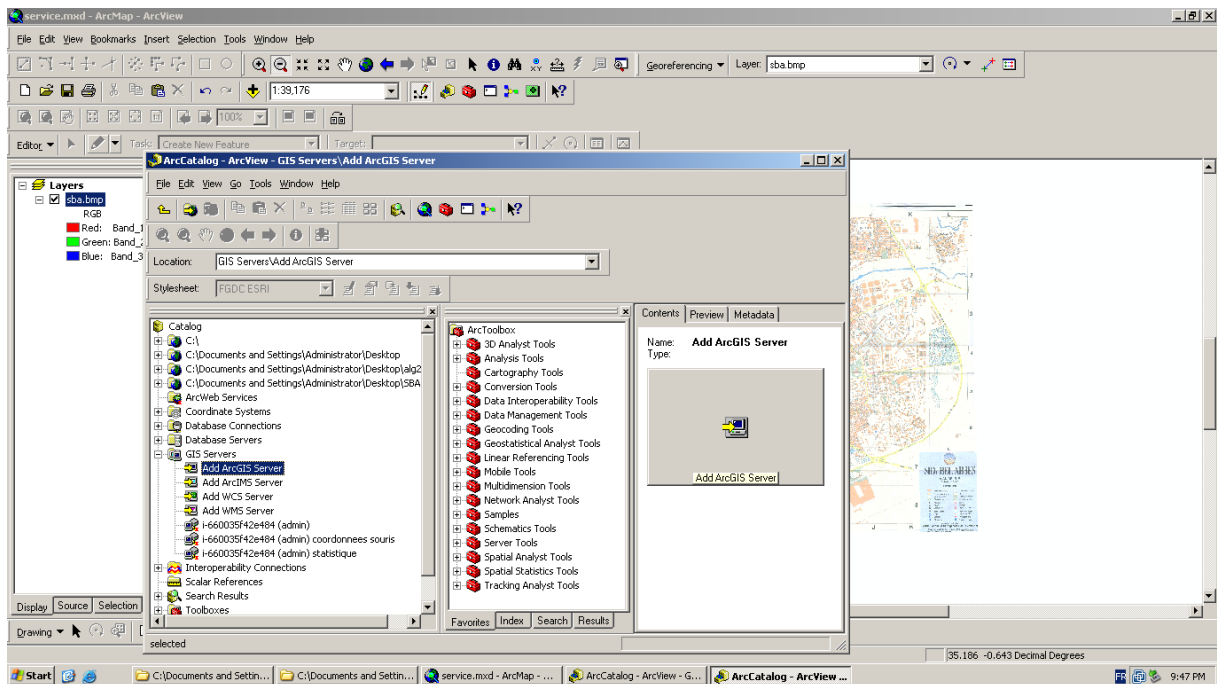 service.mxd - ArcMap - ArcView
File Edit View Bookmarks Insert Selection Tools Window Help
Georeferencing Layer: sba.bmp
1:39,176
100%
Editor Task: Create New Feature Target:
ArcCatalog - ArcView - GIS Servers\Add ArcGIS Server
File Edit View Go Tools Window Help
Location: GIS Servers\Add ArcGIS Server
Stylesheet: FGDC ESRI
Layers
sba.bmp
RGB
Red: Band_1
Green: Band_2
Blue: Band_3
Display Source Selection
Drawing
Catalog
C:\
C:\Documents and Settings\Administrator\Desktop
C:\Documents and Settings\Administrator\Desktop\alg2
C:\Documents and Settings\Administrator\Desktop\SBA
ArcWeb Services
Coordinate Systems
Database Connections
Database Servers
GIS Servers
Add ArcGIS Server
Add ArcIMS Server
Add WCS Server
Add WMS Server
i-660035f42e484 (admin)
i-660035f42e484 (admin) coordonnees souris
i-660035f42e484 (admin) statistique
Interoperability Connections
Scalar References
Search Results
Toolboxes
ArcToolbox
3D Analyst Tools
Analysis Tools
Cartography Tools
Conversion Tools
Data Interoperability Tools
Data Management Tools
Geocoding Tools
Geostatistical Analyst Tools
Linear Referencing Tools
Mobile Tools
Multidimension Tools
Network Analyst Tools
Samples
Schematics Tools
Server Tools
Spatial Analyst Tools
Spatial Statistics Tools
Tracking Analyst Tools
Favorites Index Search Results
Contents Preview Metadata
Name: Add ArcGIS Server
Type:
Add ArcGIS Server
selected
SIDI BEL ABBES
35.186 -0.643 Decimal Degrees
Start C:\Documents and Settin... C:\Documents and Settin... service.mxd - ArcMap - ... ArcCatalog - ArcView - G... ArcCatalog - ArcView ... FR 9:47 PM